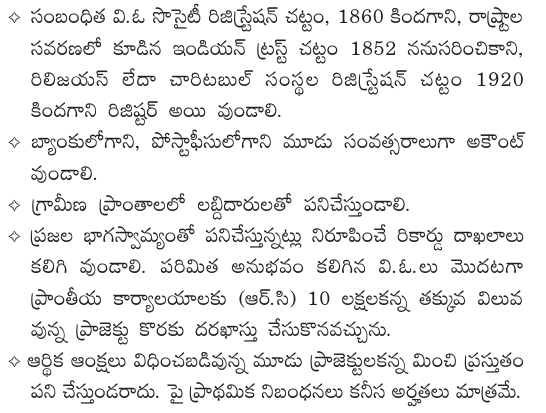 ✧ సంబంధిత వి.ఓ సొసైటీ రిజిస్ట్రేషన్ చట్టం, 1860 కిందగాని, రాష్ట్రాల
సవరణలో కూడిన ఇండియన్ ట్రస్ట్ చట్టం 1852 ననుసరించికాని,
రిలిజయస్ లేదా చారిటబుల్ సంస్థల రిజిస్ట్రేషన్ చట్టం 1920
కిందగాని రిజిష్టర్ అయి వుండాలి.
✧ బ్యాంకులోగాని, పోస్టాఫీసులోగాని మూడు సంవత్సరాలుగా అకౌంట్
వుండాలి.
✧ గ్రామీణ ప్రాంతాలలో లబ్దిదారులతో పనిచేస్తుండాలి.
✧ ప్రజల భాగస్వామ్యంతో పనిచేస్తున్నట్లు నిరూపించే రికార్డు దాఖలాలు
కలిగి వుండాలి. పరిమిత అనుభవం కలిగిన వి.ఓ.లు మొదటగా
ప్రాంతీయ కార్యాలయాలకు (ఆర్.సి) 10 లక్షలకన్న తక్కువ విలువ
వున్న ప్రాజెక్టు కొరకు దరఖాస్తు చేసుకొనవచ్చును.
✧ ఆర్థిక ఆంక్షలు విధించబడివున్న మూడు ప్రాజెక్టులకన్న మించి ప్రస్తుతం
పని చేస్తుండరాదు. పై ప్రాథమిక నిబంధనలు కనీస అర్హతలు మాత్రమే.